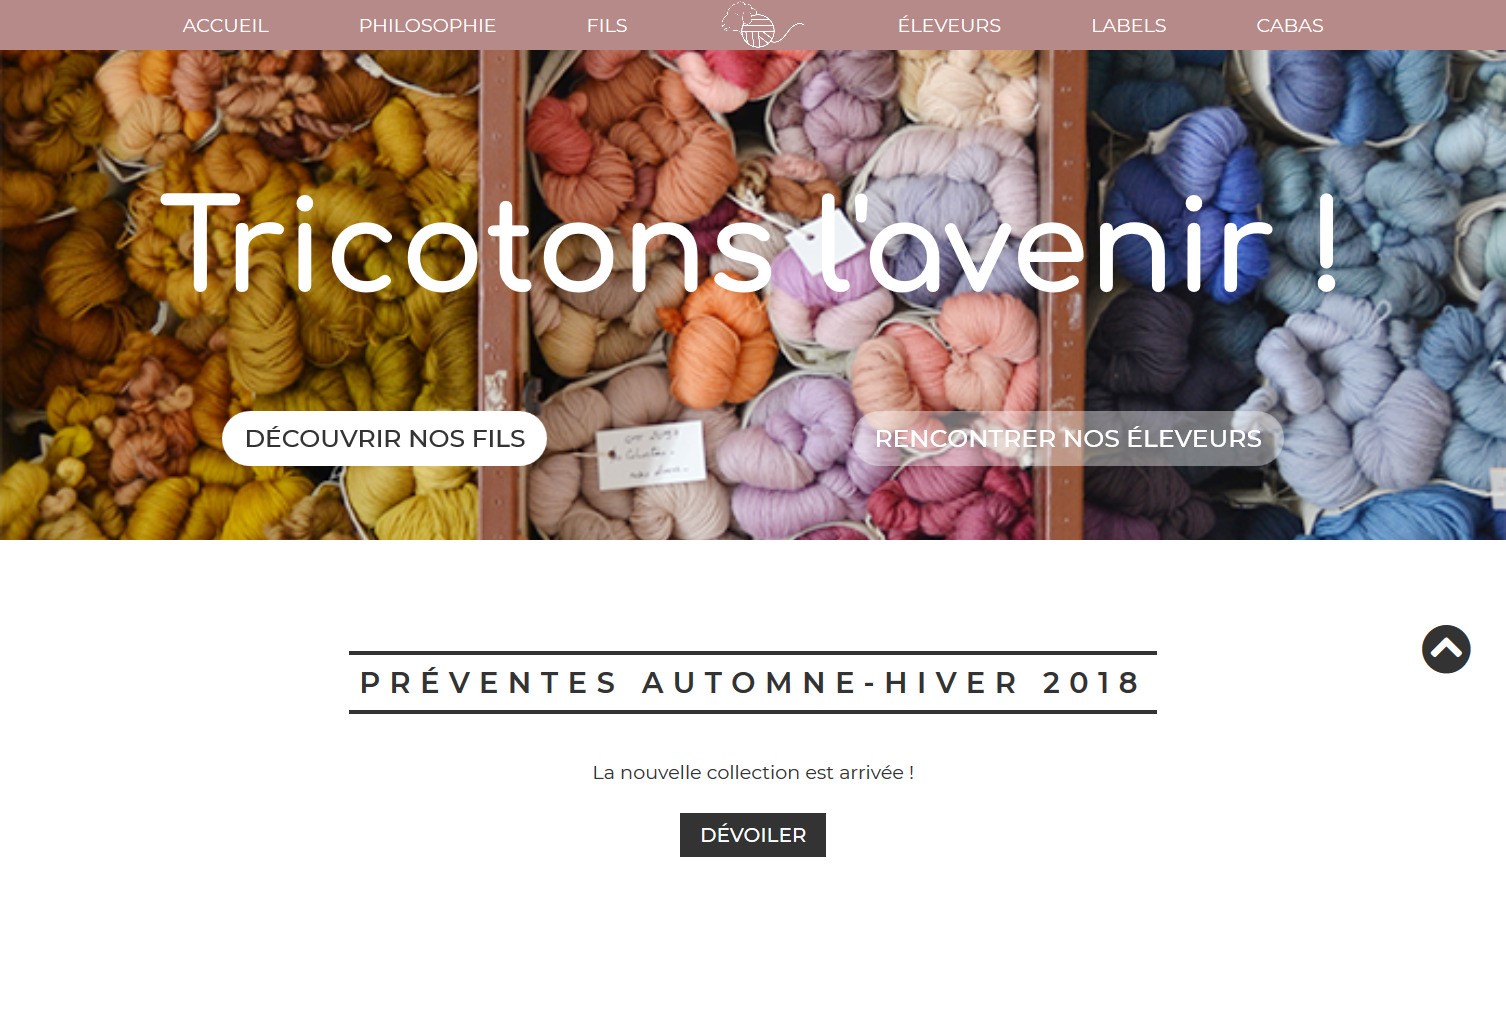 ACCUEIL PHILOSOPHIE FILS ÉLEVEURS LABELS CABAS
Tricotons l'avenir !
DÉCOUVRIR NOS FILS RENCONTRER NOS ÉLEVEURS
PRÉVENTES AUTOMNE-HIVER 2018
La nouvelle collection est arrivée !
DÉVOILER